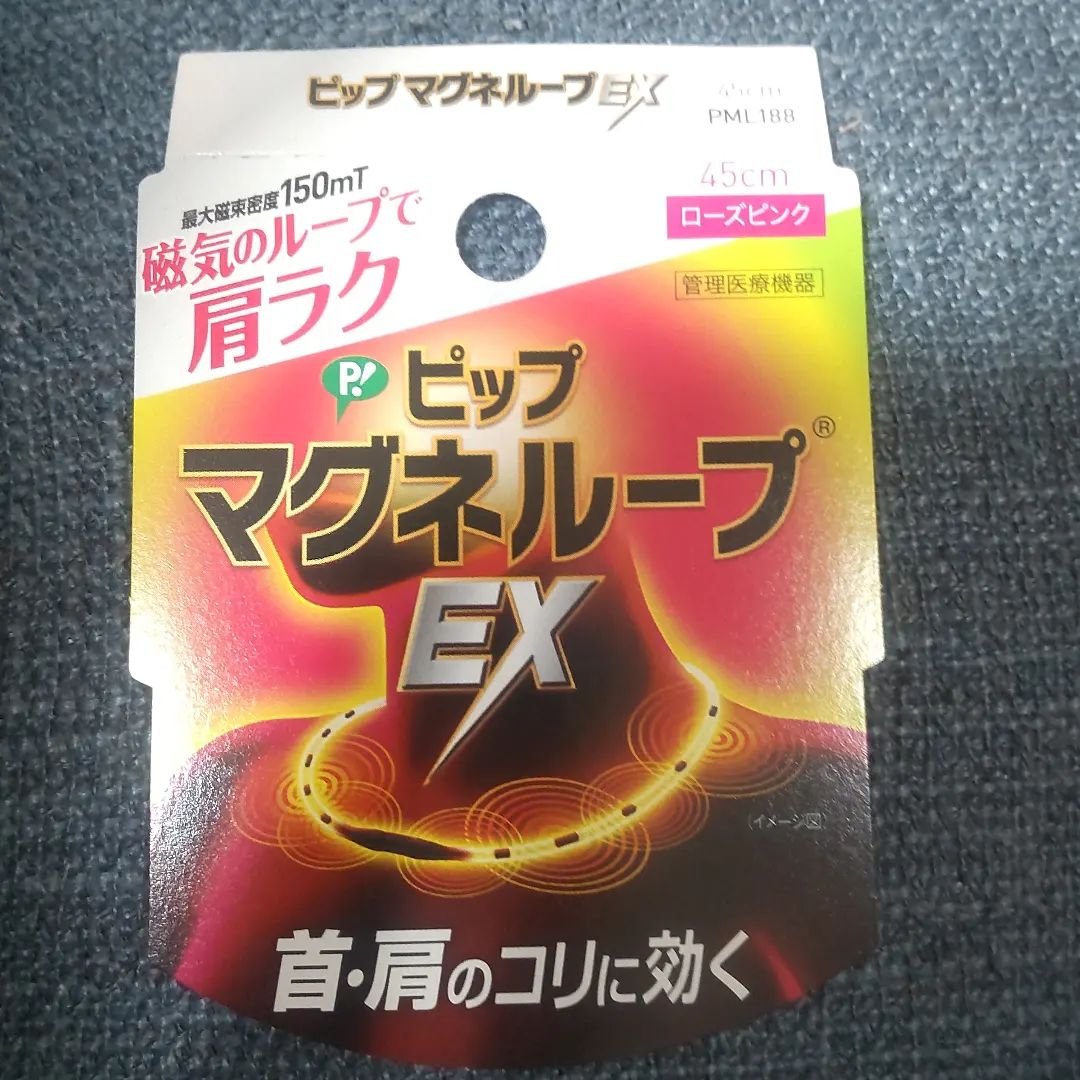 ピップ マグネループEX
45cm
PML188
最大磁束密度150mT
磁気のループで
肩ラク
45cm
ローズピンク
管理医療機器
P!
ピップ
マグネループ®
EX
(イメージ図)
首・肩のコリに効く